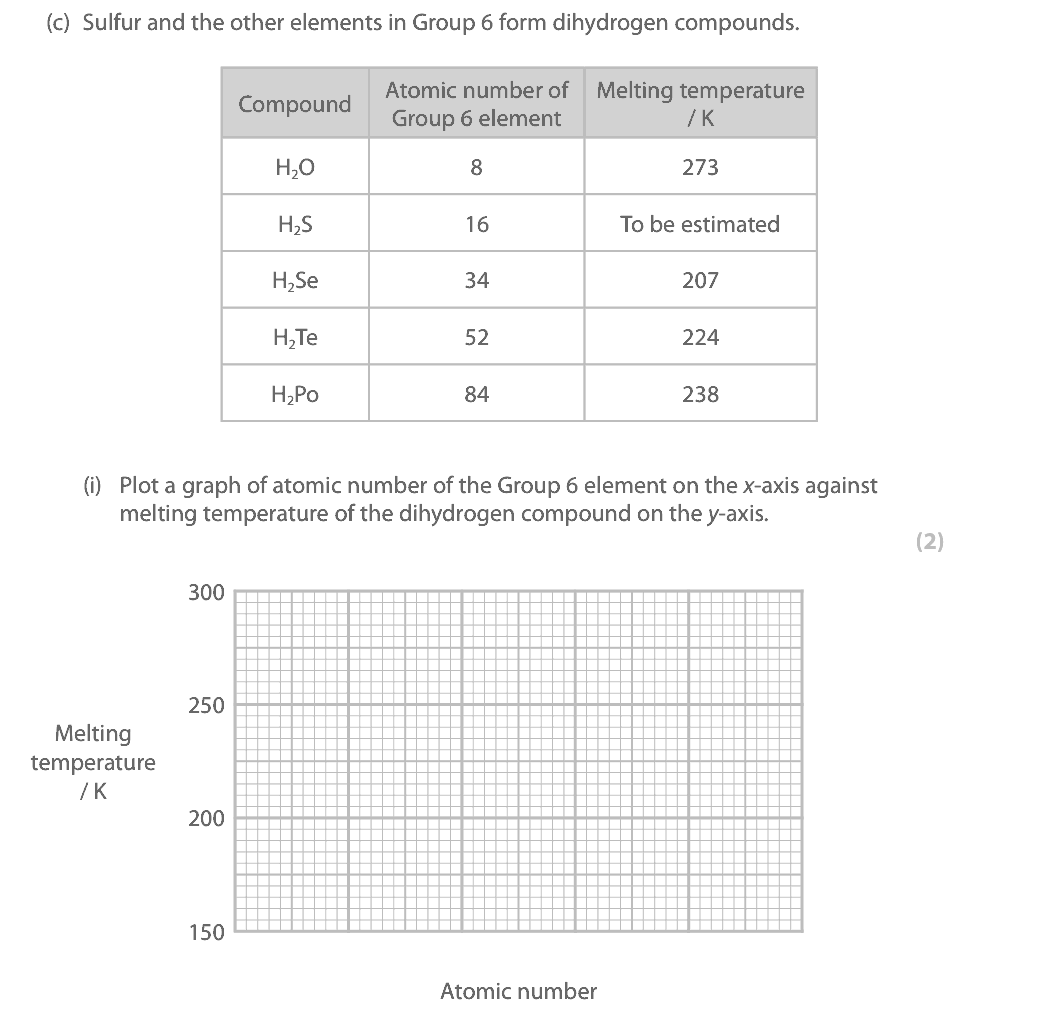 (c) Sulfur and the other elements in Group 6 form dihydrogen compounds.
Compound
Atomic number of
Group 6 element
Melting temperature
/ K
H₂O 8 273
H₂S 16 To be estimated
H₂Se 34 207
H₂Te 52 224
H₂Po 84 238
(i) Plot a graph of atomic number of the Group 6 element on the x-axis against
melting temperature of the dihydrogen compound on the y-axis.
(2)
300
250
Melting
temperature
/ K
200
150
Atomic number